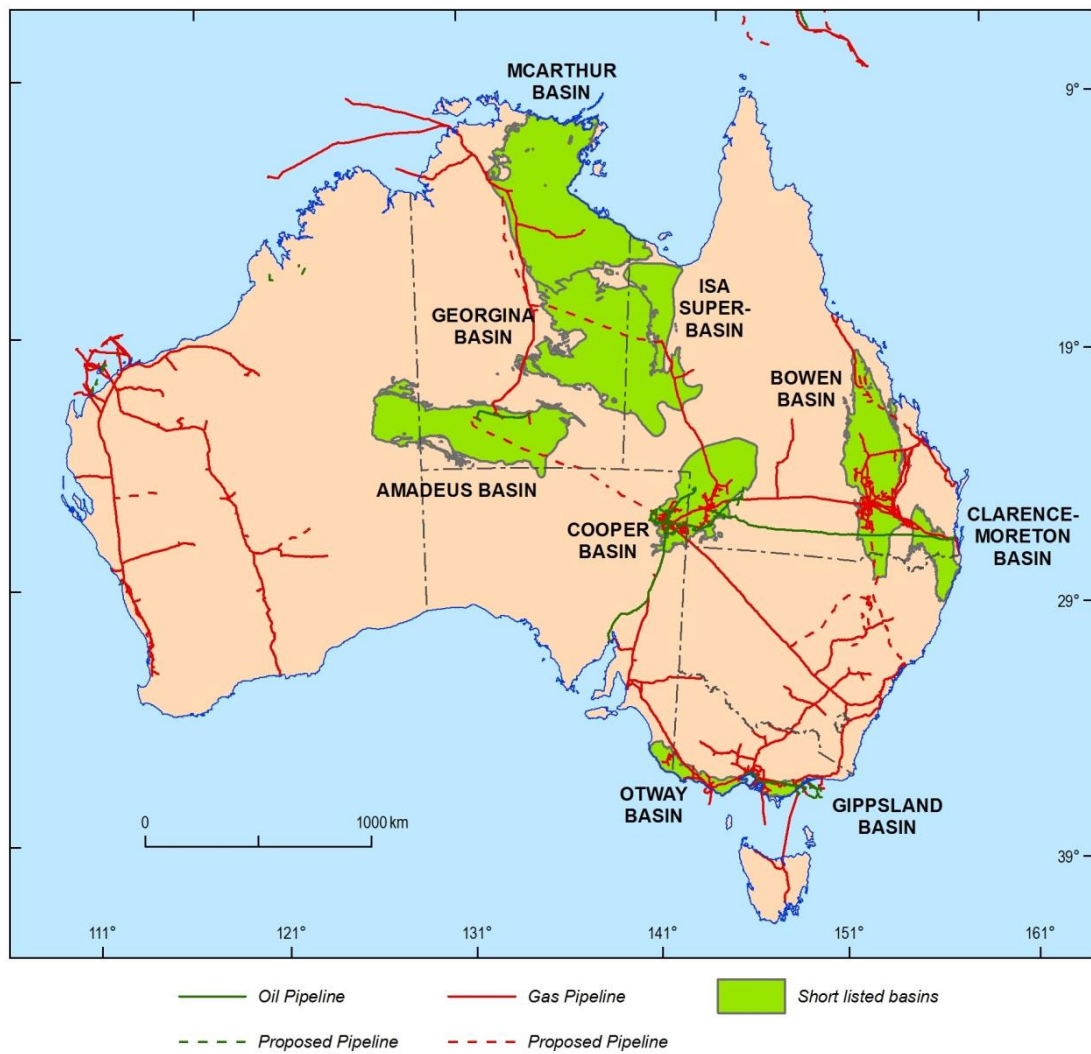 MCARTHUR
BASIN
9°
ISA
SUPER-
BASIN
GEORGINA
BASIN
19°
BOWEN
BASIN
AMADEUS BASIN
COOPER
BASIN
CLARENCE-
MORETON
BASIN
29°
OTWAY
BASIN
GIPPSLAND
BASIN
0
1000 km
39°
111°
121°
131°
141°
151°
161°
Oil Pipeline
Gas Pipeline
Short listed basins
Proposed Pipeline
Proposed Pipeline